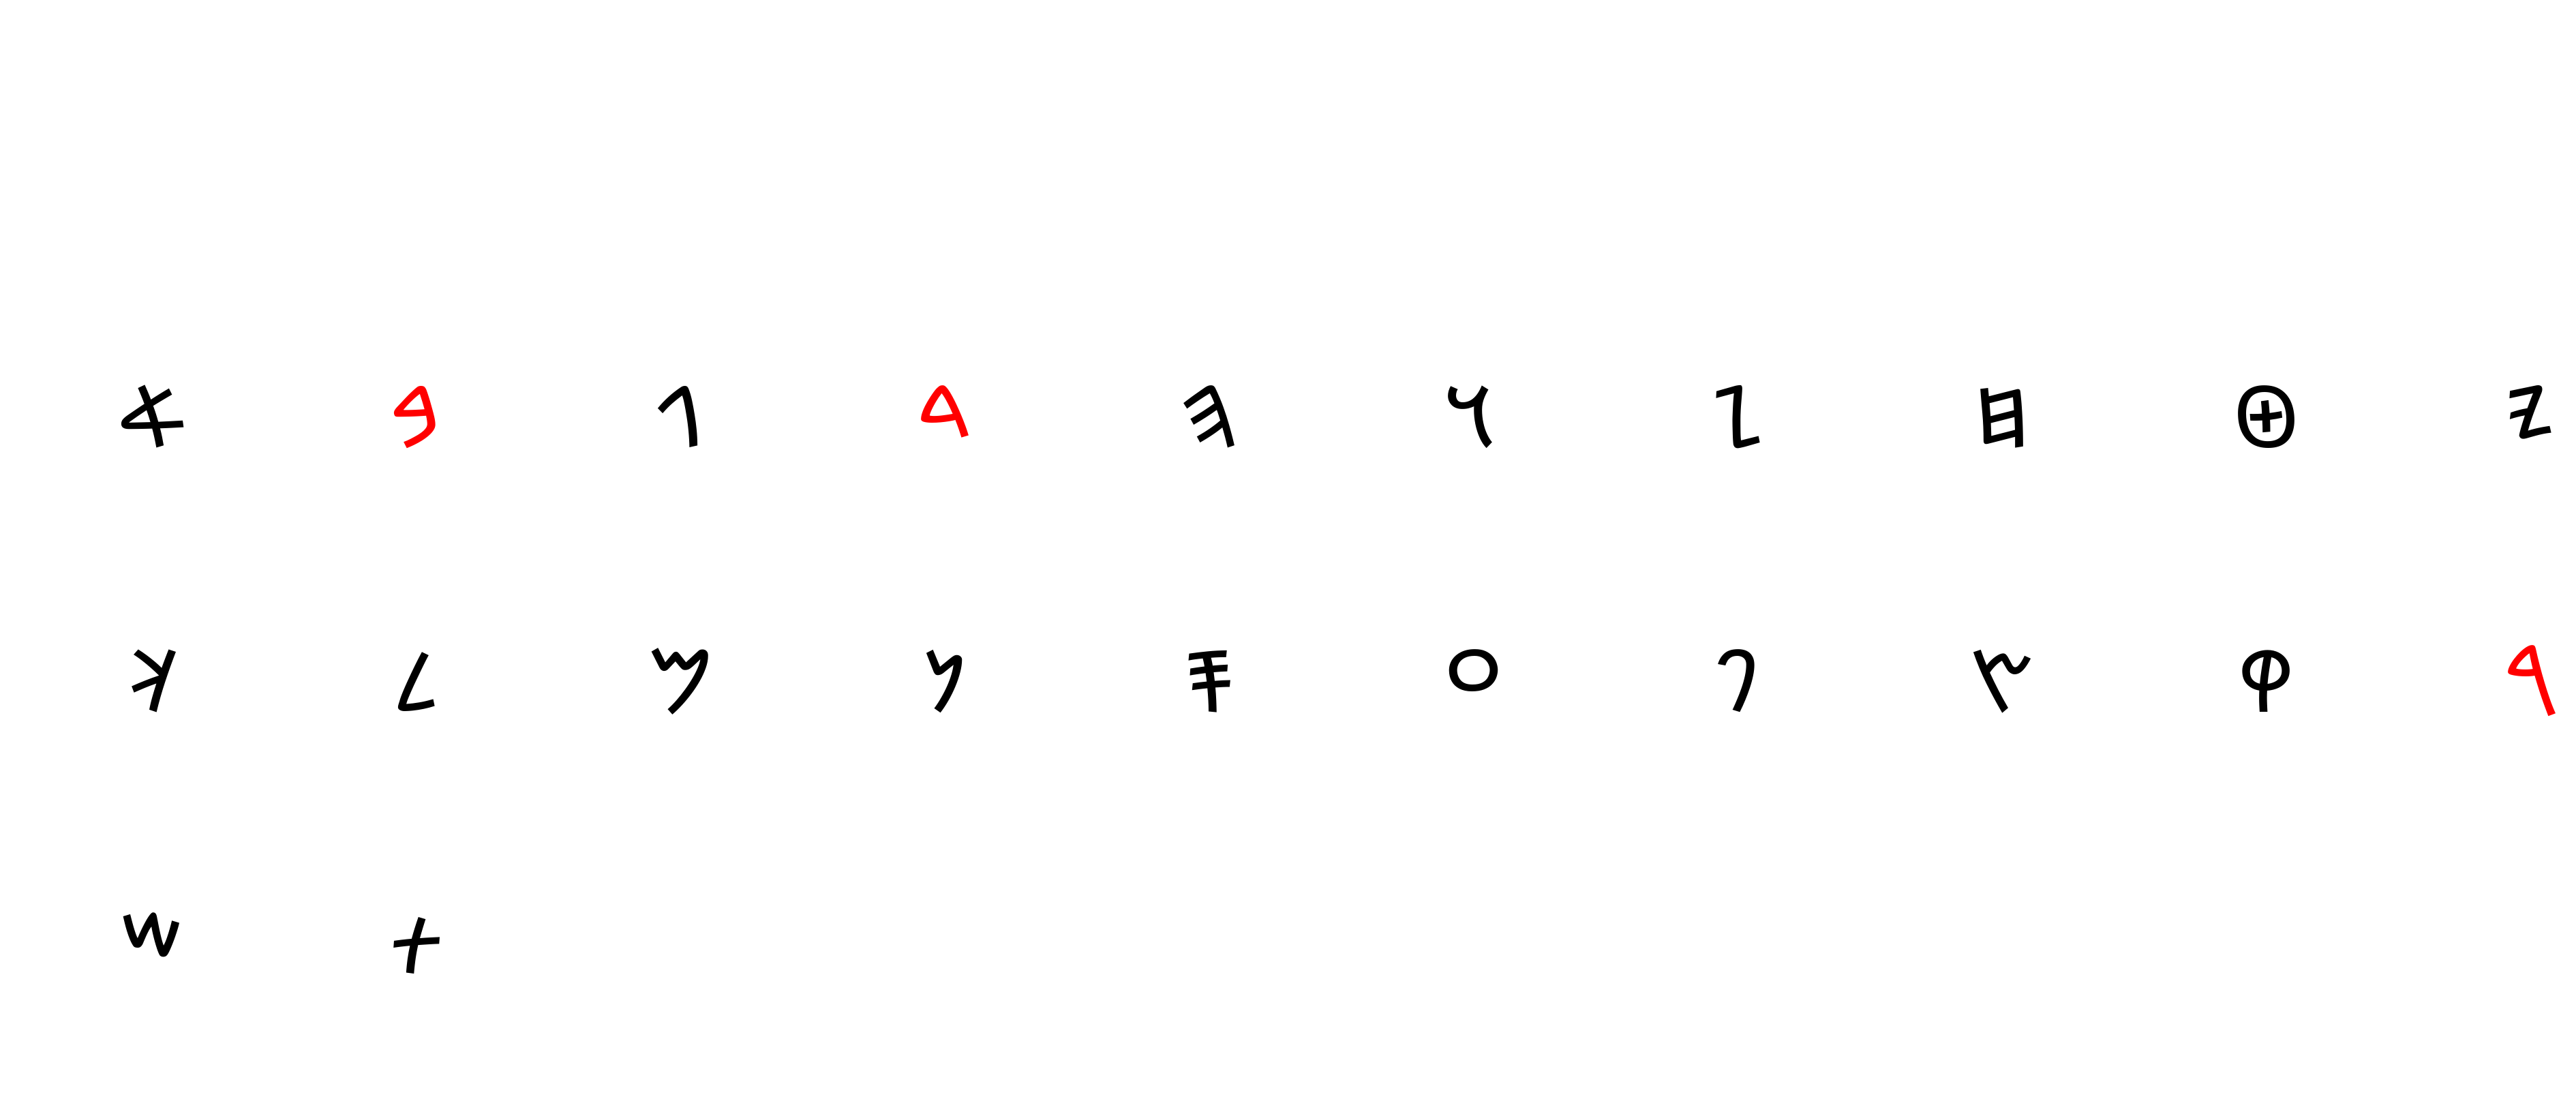 𐤀 𐤁 𐤂 𐤃 𐤄 𐤅 𐤆 𐤇 𐤈 𐤉
𐤊 𐤋 𐤌 𐤍 𐤎 𐤏 𐤐 𐤑 𐤒 𐤓
𐤔 𐤕